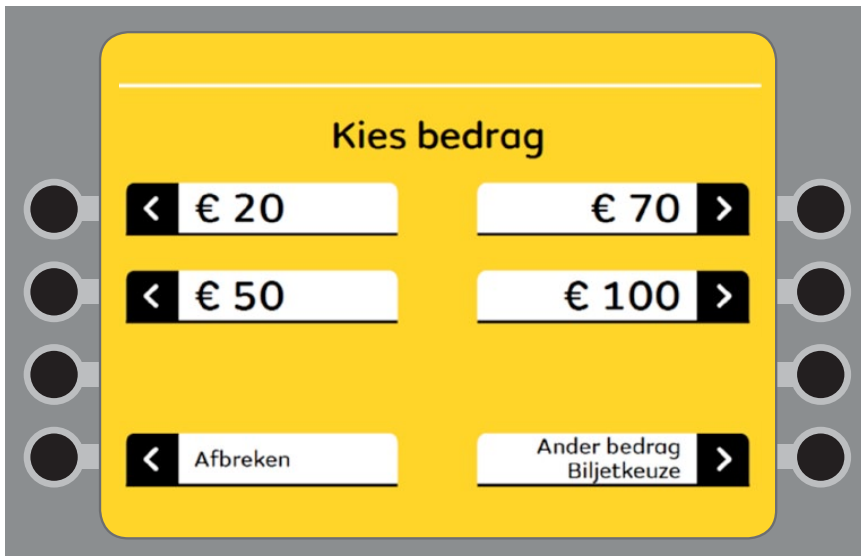 Kies bedrag
€ 20
€ 70
€ 50
€ 100
Afbreken
Ander bedrag
Biljetkeuze